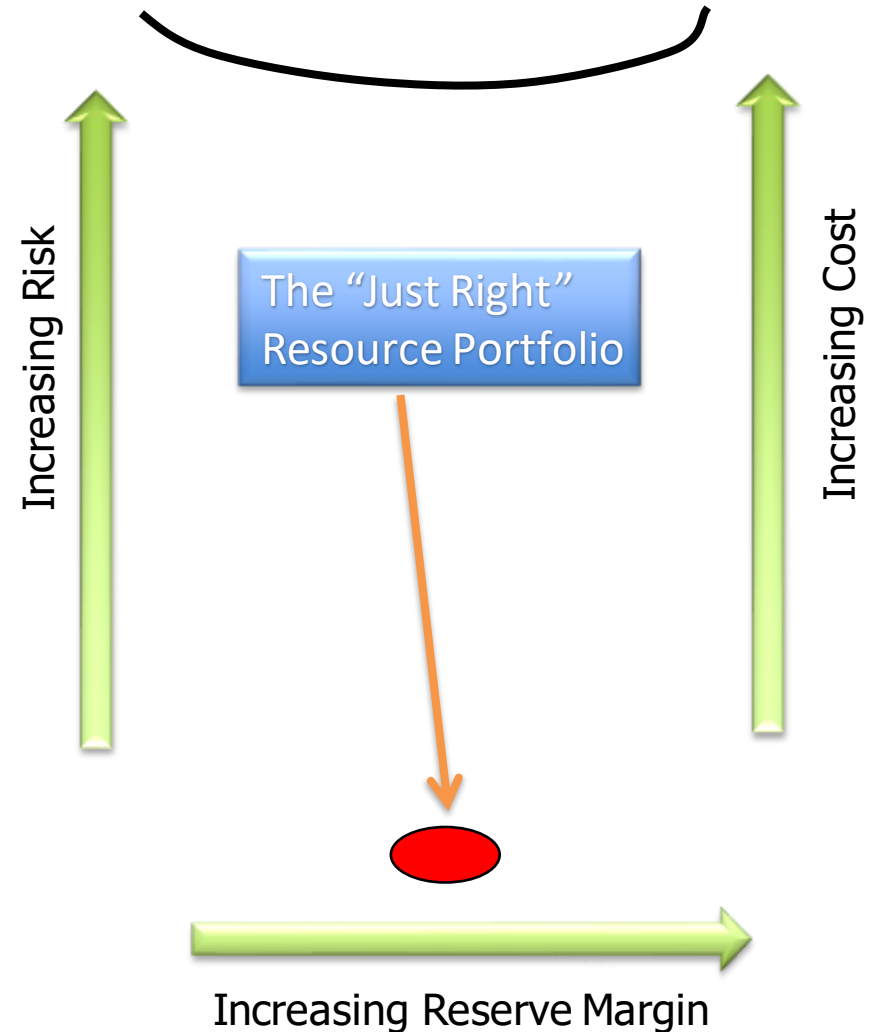 Increasing Risk
The “Just Right”
Resource Portfolio
Increasing Cost
Increasing Reserve Margin